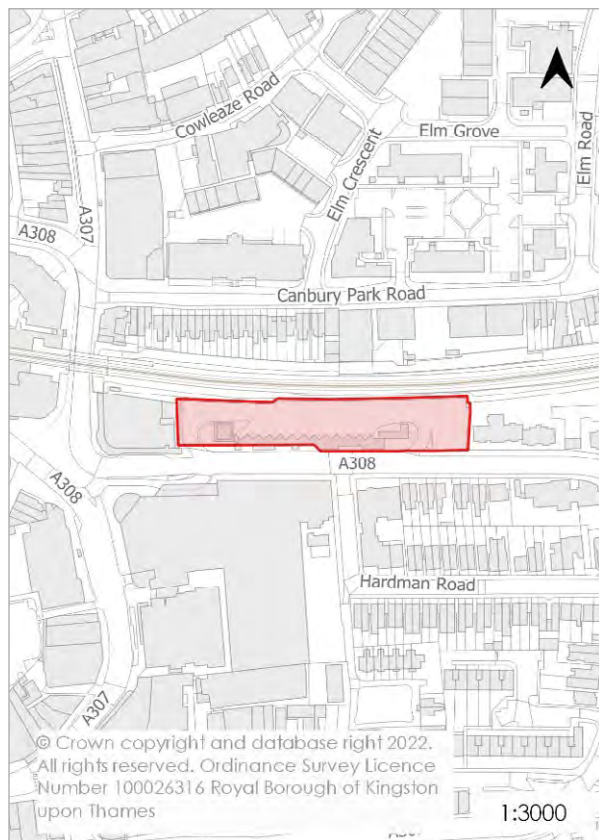 Cowleaze Road
Elm Grove
Elm Road
Elm Crescent
A307
A308
Canbury Park Road
A308
A308
Hardman Road
A307
© Crown copyright and database right 2022.
All rights reserved. Ordinance Survey Licence
Number 100026316 Royal Borough of Kingston
upon Thames
1:3000